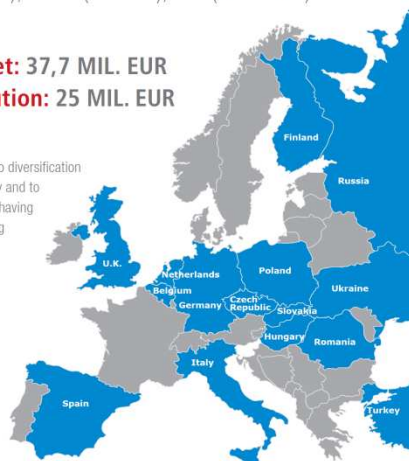 et: 37,7 MIL. EUR
ution: 25 MIL. EUR
o diversification
y and to
having
g
Finland
Russia
U.K.
Netherlands
Poland
Belgium
Ukraine
Germany
Czech
Republic
Slovakia
Hungary
Romania
Italy
Spain
Turkey